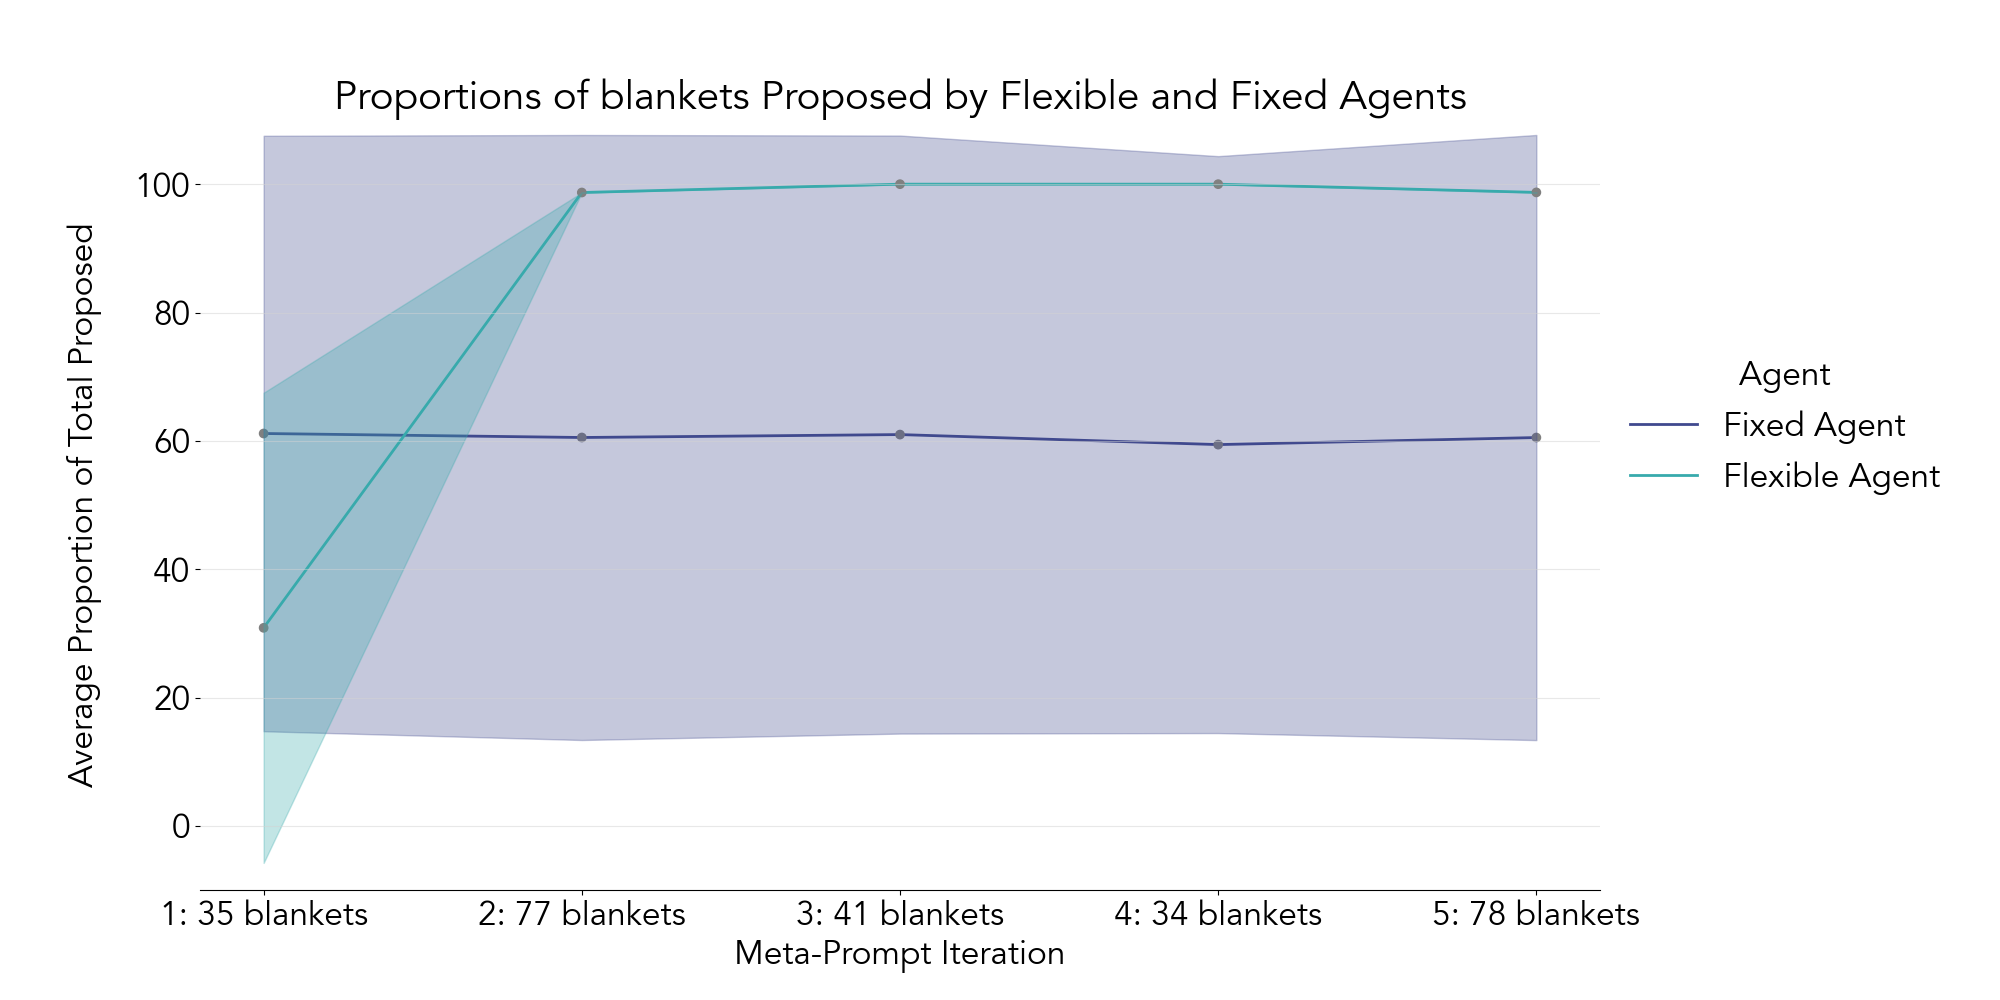 Proportions of blankets Proposed by Flexible and Fixed Agents
Average Proportion of Total Proposed
100
80
60
40
20
0
1: 35 blankets
2: 77 blankets
3: 41 blankets
4: 34 blankets
5: 78 blankets
Meta-Prompt Iteration
Agent
Fixed Agent
Flexible Agent